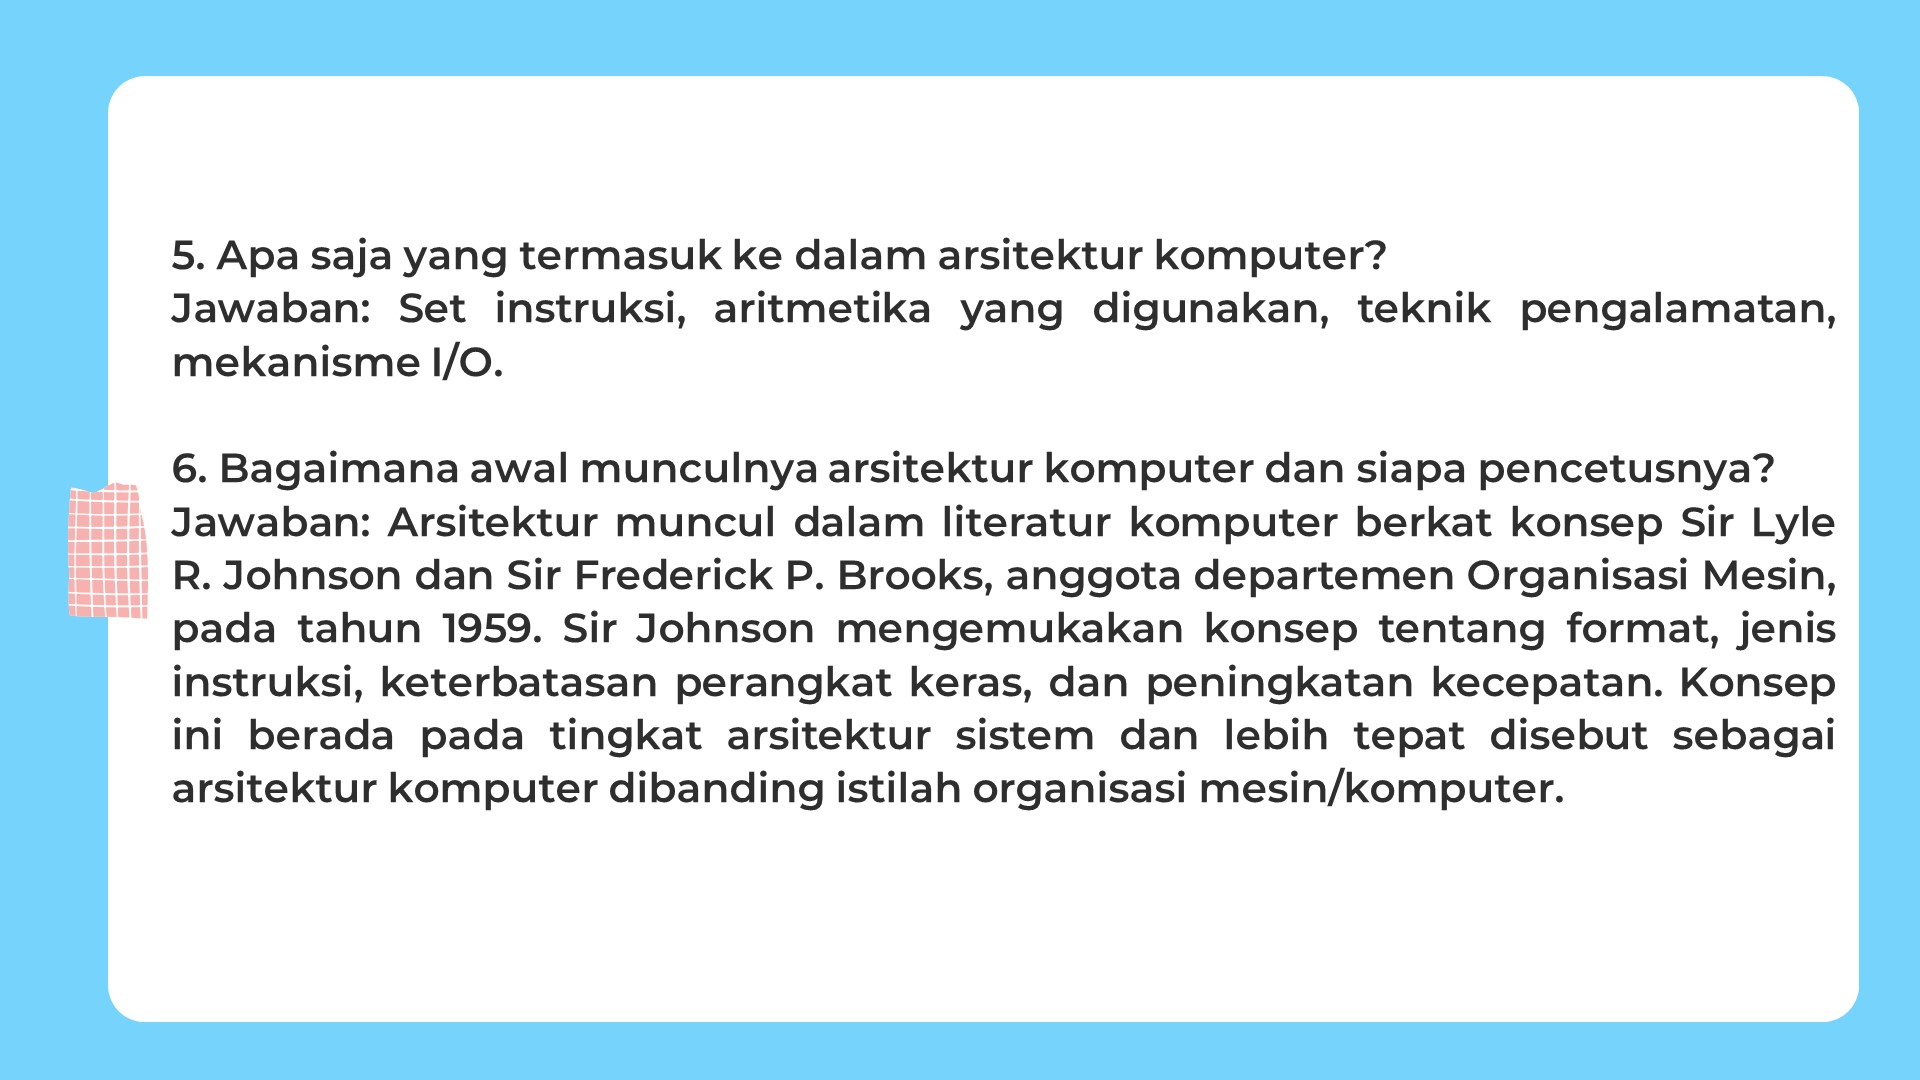 5. Apa saja yang termasuk ke dalam arsitektur komputer?
Jawaban: Set instruksi, aritmetika yang digunakan, teknik pengalamatan,
mekanisme I/O.
6. Bagaimana awal munculnya arsitektur komputer dan siapa pencetusnya?
Jawaban: Arsitektur muncul dalam literatur komputer berkat konsep Sir Lyle
R. Johnson dan Sir Frederick P. Brooks, anggota departemen Organisasi Mesin,
pada tahun 1959. Sir Johnson mengemukakan konsep tentang format, jenis
instruksi, keterbatasan perangkat keras, dan peningkatan kecepatan. Konsep
ini berada pada tingkat arsitektur sistem dan lebih tepat disebut sebagai
arsitektur komputer dibanding istilah organisasi mesin/komputer.